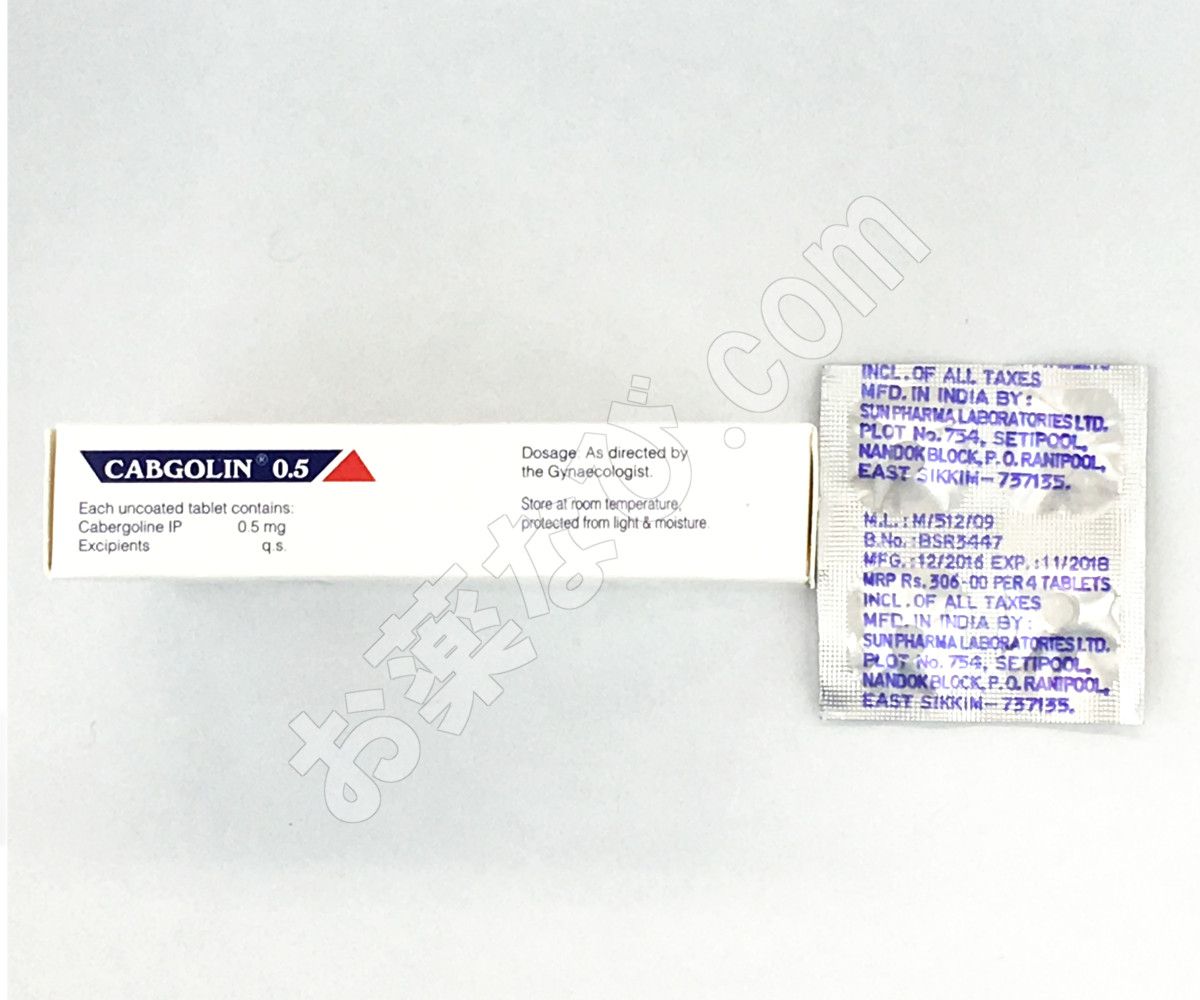 CABGOLIN® 0.5
Each uncoated tablet contains:
Cabergoline IP 0.5 mg
Excipients q.s.
Dosage: As directed by
the Gynaecologist.
Store at room temperature,
protected from light & moisture.
INCL. OF ALL TAXES
MFD. IN INDIA BY:
SUN PHARMA LABORATORIES LTD.
PLOT No. 754, SETIPOOL,
NANDOK BLOCK, P.O. RANIPOOL,
EAST SIKKIM-737135.
M.L.: M/512/09
B.No.: BSR3447
MFG.: 12/2016 EXP.: 11/2018
MRP Rs. 306-00 PER 4 TABLETS
INCL. OF ALL TAXES
MFD. IN INDIA BY:
SUN PHARMA LABORATORIES LTD.
PLOT No. 754, SETIPOOL,
NANDOK BLOCK, P.O. RANIPOOL,
EAST SIKKIM-737135.
お薬なび.com